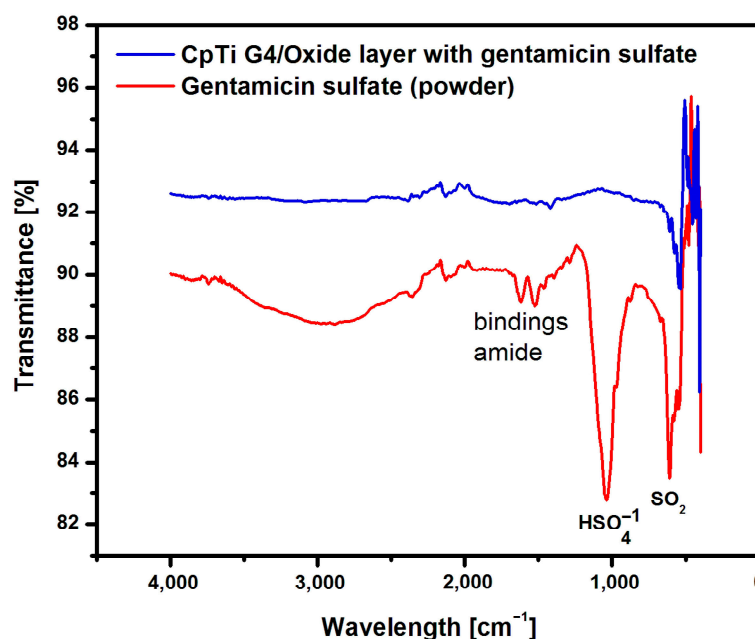 CpTi G4/Oxide layer with gentamicin sulfate
Gentamicin sulfate (powder)
Transmittance [%]
98
96
94
92
90
88
86
84
82
bindings
amide
HSO₄⁻¹
SO₂
4,000
3,000
2,000
1,000
Wavelength [cm⁻¹]